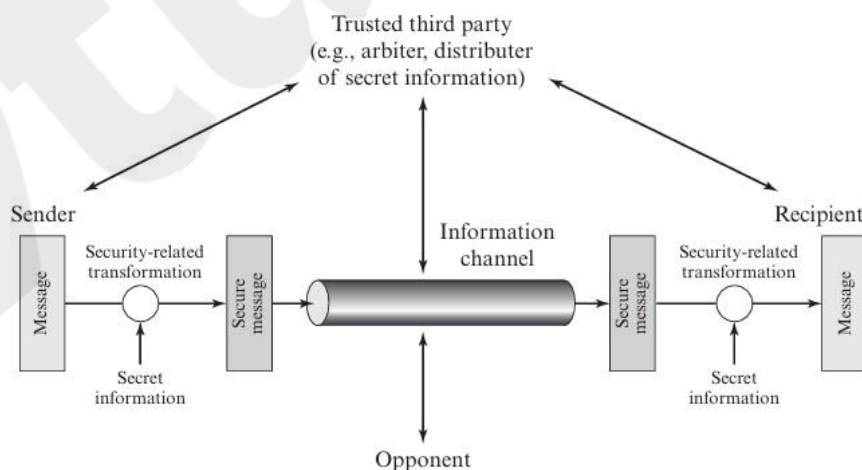 Trusted third party
(e.g., arbiter, distributer
of secret information)
Sender
Recipient
Information
channel
Security-related
transformation
Security-related
transformation
Message
Secure
message
Secure
message
Message
Secret
information
Secret
information
Opponent